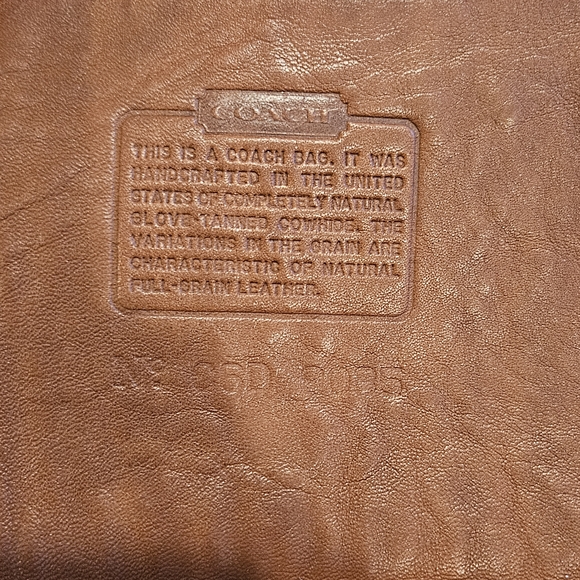 COACH
THIS IS A COACH BAG. IT WAS
HANDCRAFTED IN THE UNITED
STATES OF COMPLETELY NATURAL
GLOVE TANNED COWHIDE. THE
VARIATIONS IN THE GRAIN ARE
CHARACTERISTIC OF NATURAL
FULL-GRAIN LEATHER.